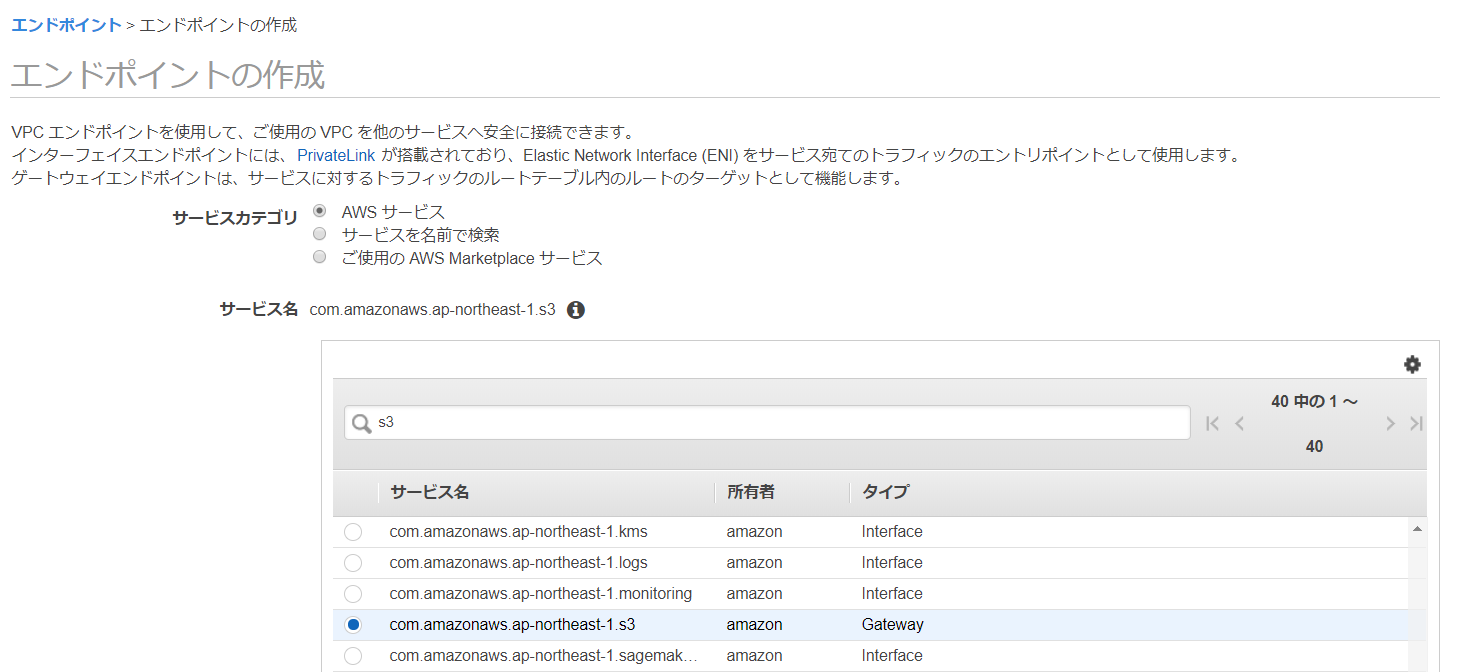 エンドポイント > エンドポイントの作成
エンドポイントの作成
VPC エンドポイントを使用して、ご使用の VPC を他のサービスへ安全に接続できます。
インターフェイスエンドポイントには、PrivateLink が搭載されており、Elastic Network Interface (ENI) をサービス宛てのトラフィックのエントリポイントとして使用します。
ゲートウェイエンドポイントは、サービスに対するトラフィックのルートテーブル内のルートのターゲットとして機能します。
サービスカテゴリ AWS サービス
サービスを名前で検索
ご使用の AWS Marketplace サービス
サービス名 com.amazonaws.ap-northeast-1.s3
s3
40 中の 1 ～
40
サービス名 所有者 タイプ
com.amazonaws.ap-northeast-1.kms amazon Interface
com.amazonaws.ap-northeast-1.logs amazon Interface
com.amazonaws.ap-northeast-1.monitoring amazon Interface
com.amazonaws.ap-northeast-1.s3 amazon Gateway
com.amazonaws.ap-northeast-1.sagemak… amazon Interface